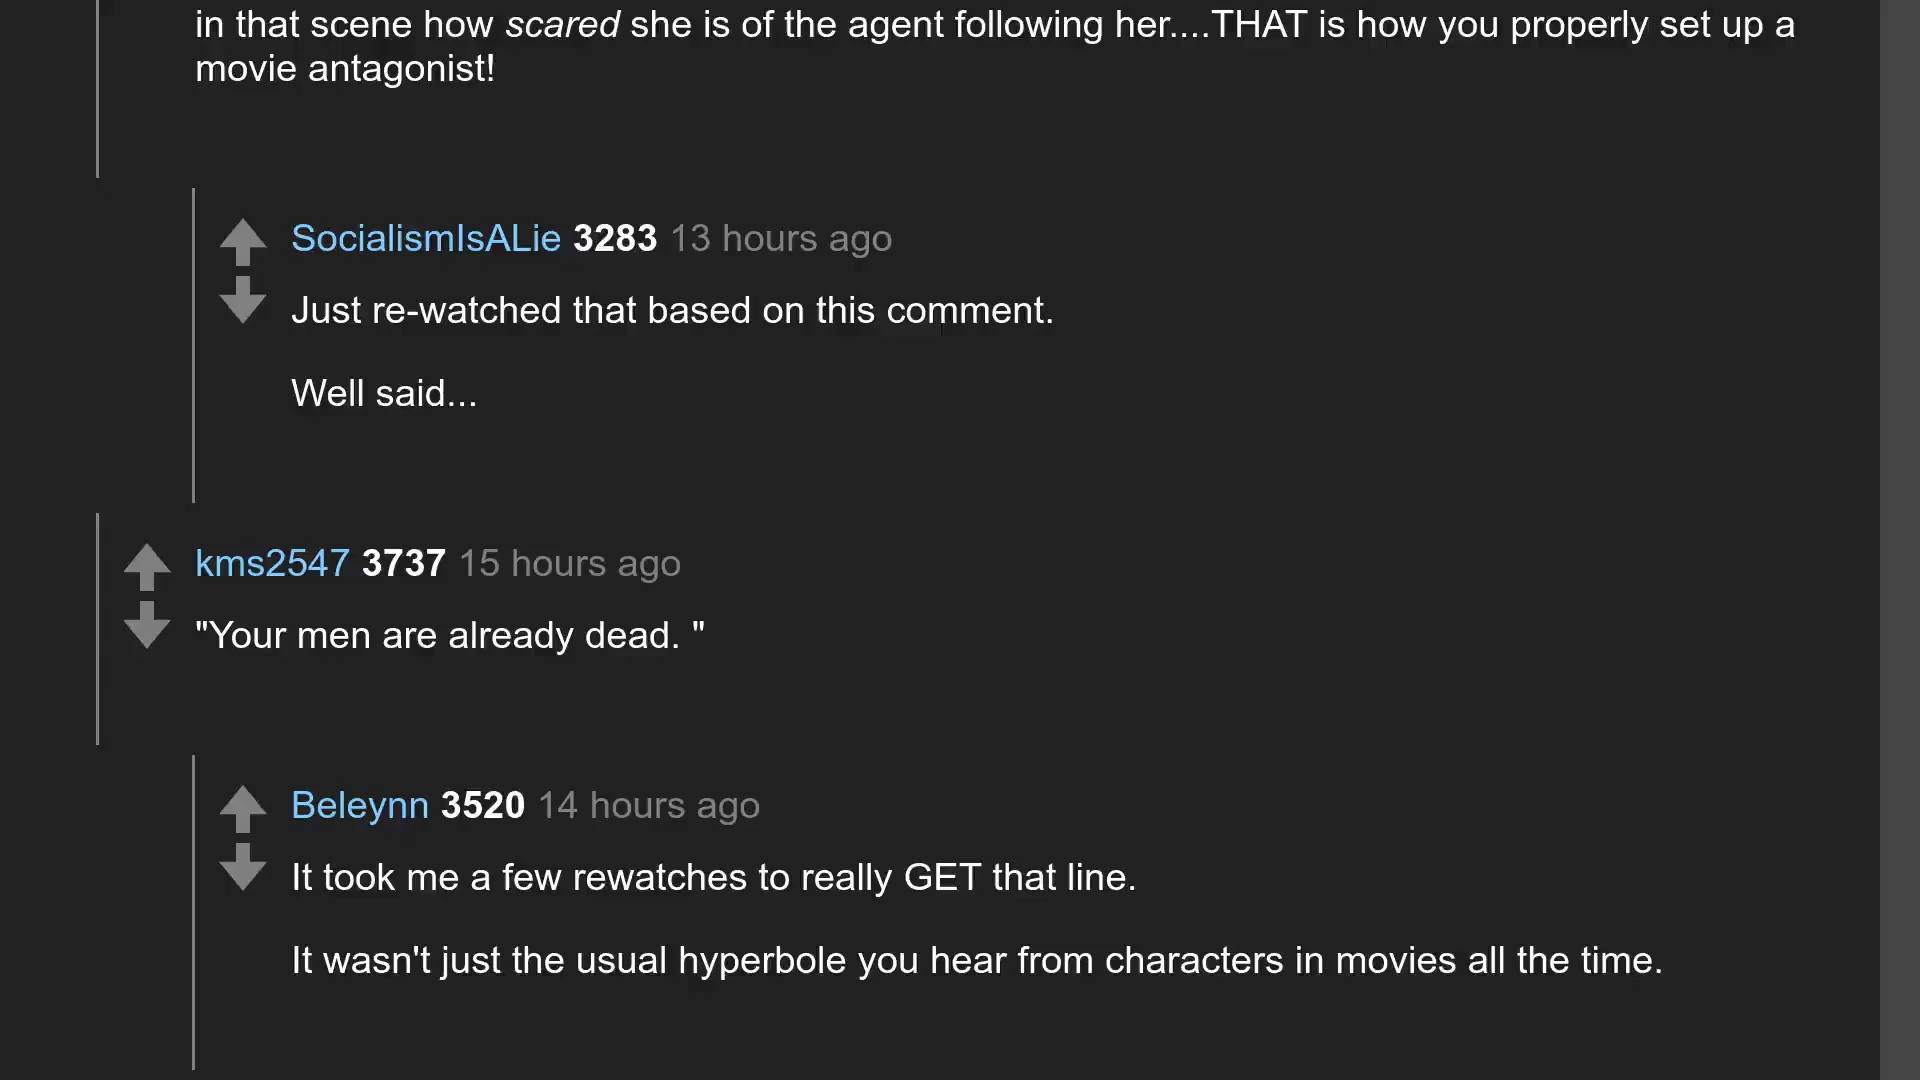 in that scene how scared she is of the agent following her....THAT is how you properly set up a
movie antagonist!
SocialismIsALie 3283 13 hours ago
Just re-watched that based on this comment.
Well said...
kms2547 3737 15 hours ago
"Your men are already dead. "
Beleynn 3520 14 hours ago
It took me a few rewatches to really GET that line.
It wasn't just the usual hyperbole you hear from characters in movies all the time.